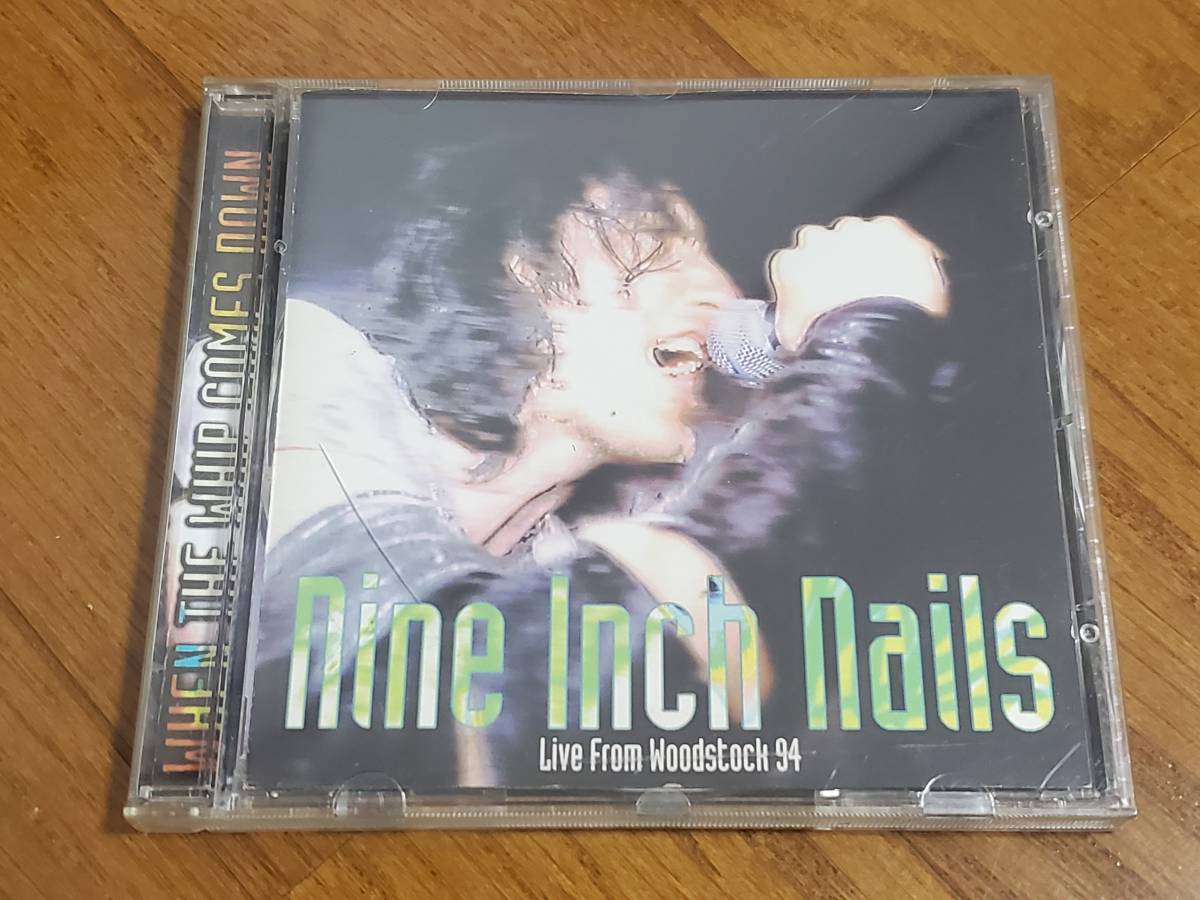 WHEN THE WHIP COMES DOWN
Nine Inch Nails
Live From Woodstock 94